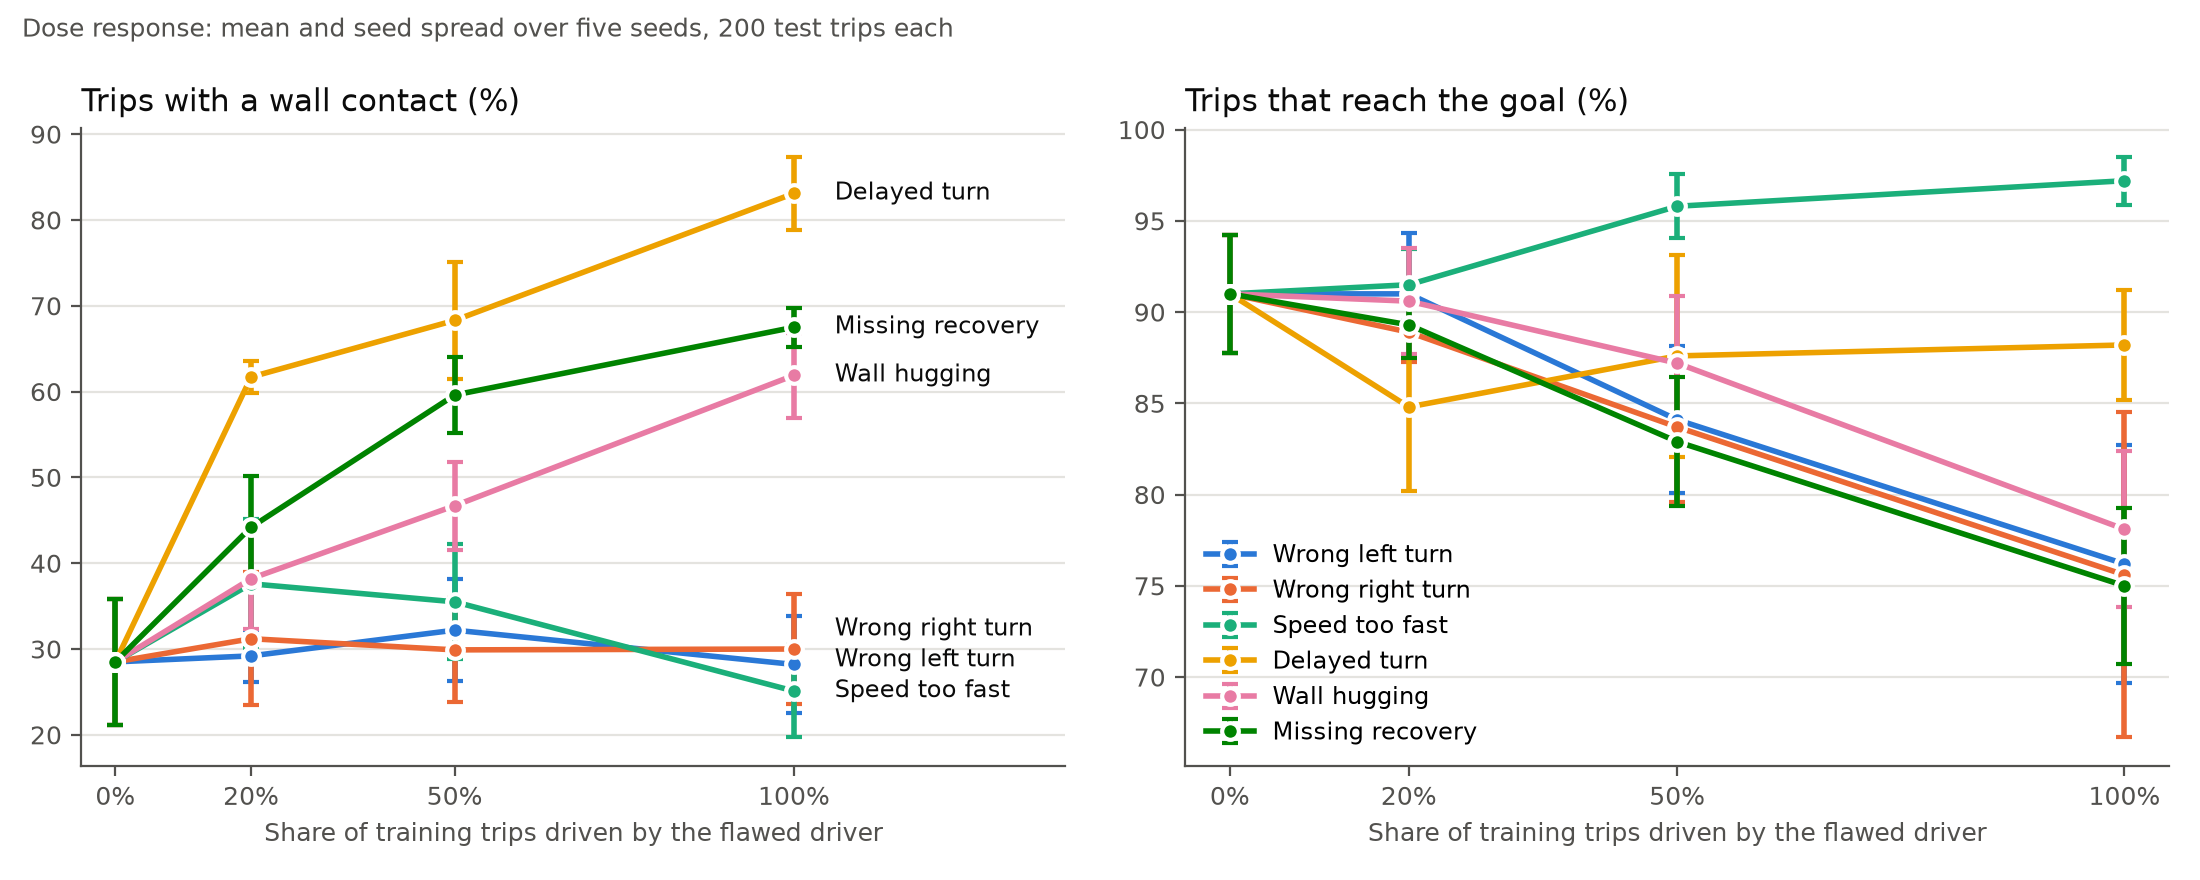 Dose response: mean and seed spread over five seeds, 200 test trips each
Trips with a wall contact (%)
90
80
70
60
50
40
30
20
0%
20%
50%
100%
Share of training trips driven by the flawed driver
Delayed turn
Missing recovery
Wall hugging
Wrong right turn
Wrong left turn
Speed too fast
Trips that reach the goal (%)
100
95
90
85
80
75
70
0%
20%
50%
100%
Share of training trips driven by the flawed driver
Wrong left turn
Wrong right turn
Speed too fast
Delayed turn
Wall hugging
Missing recovery